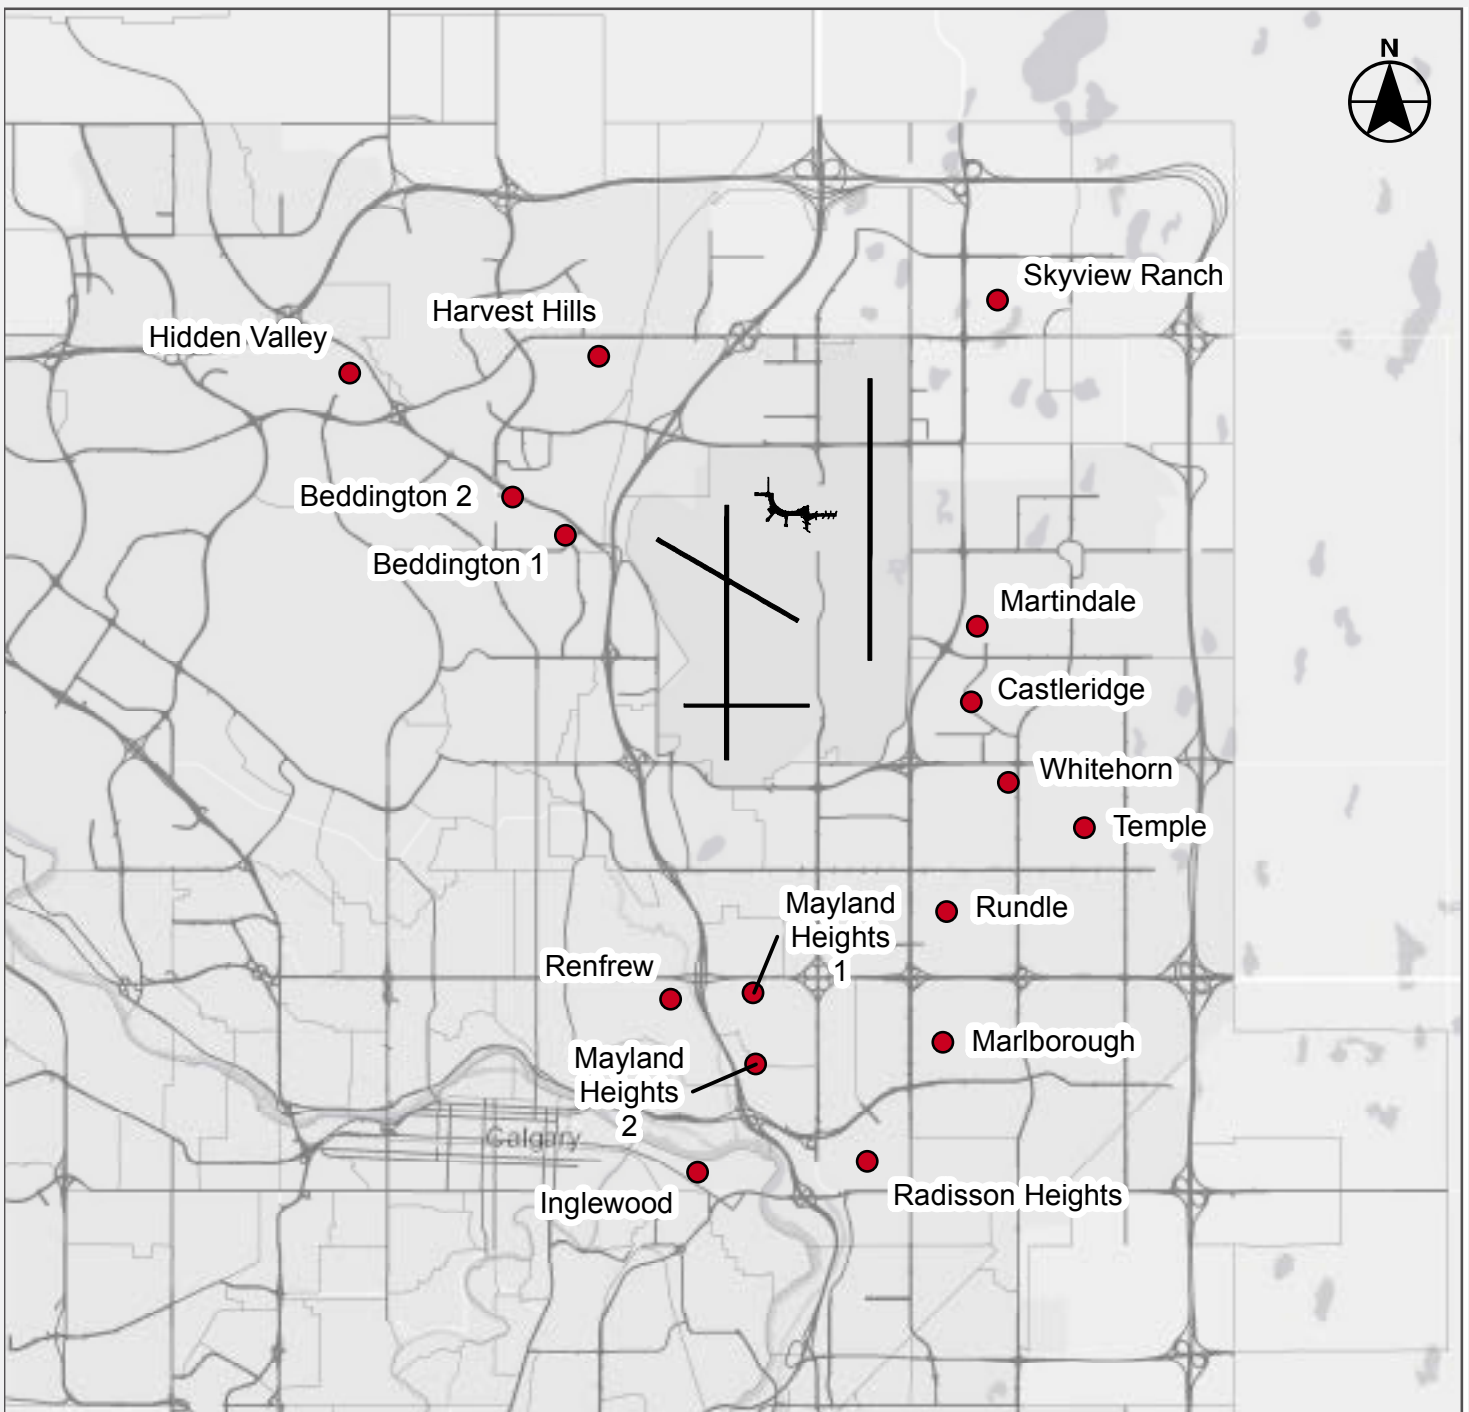 N
Skyview Ranch
Harvest Hills
Hidden Valley
Beddington 2
Beddington 1
Martindale
Castleridge
Whitehorn
Temple
Mayland
Heights
1
Rundle
Renfrew
Marlborough
Mayland
Heights
2
Calgary
Radisson Heights
Inglewood